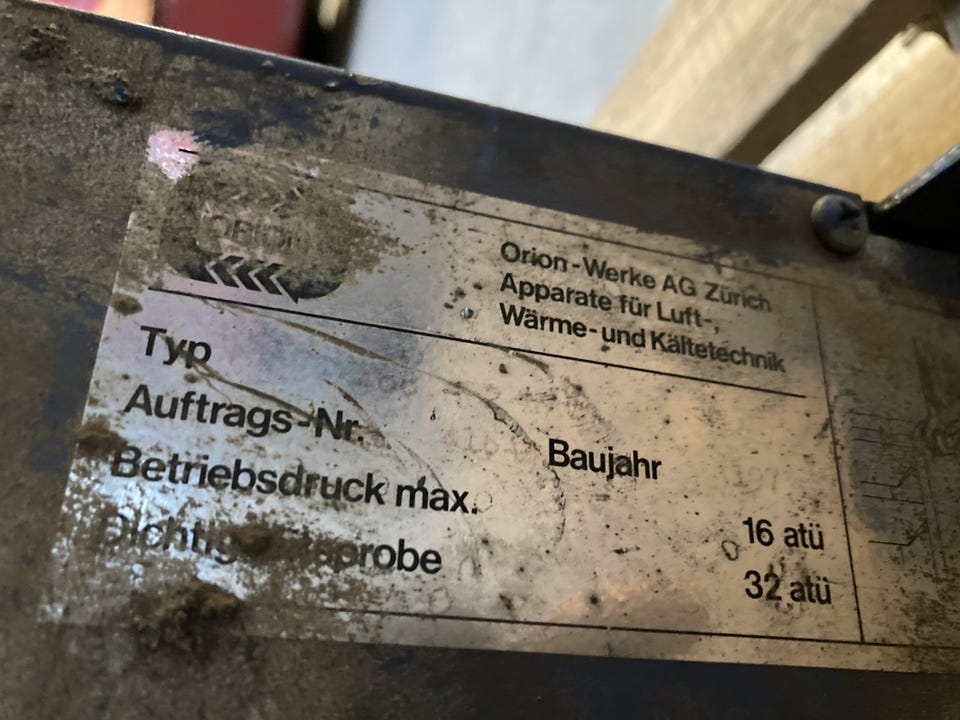 ORION
Orion-Werke AG Zürich
Apparate für Luft-,
Wärme- und Kältetechnik
Typ
Auftrags-Nr. Baujahr
Betriebsdruck max. 16 atü
32 atü